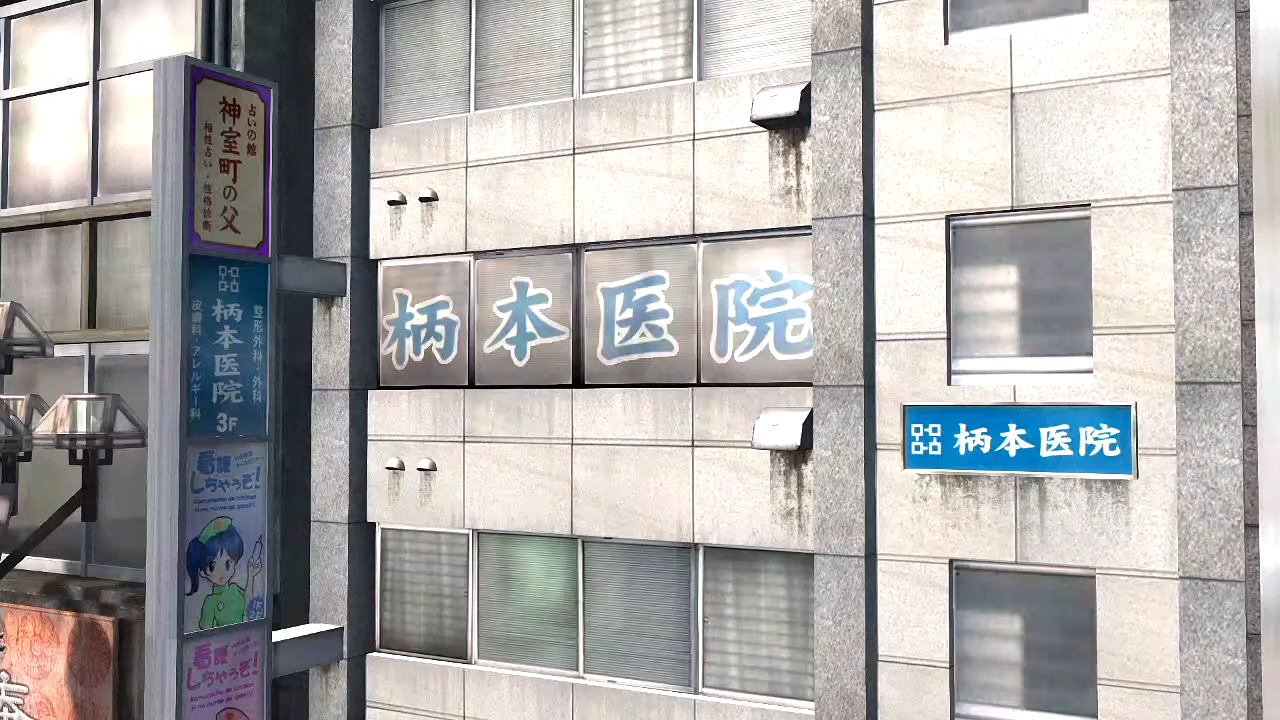 占いの館
神室町の父
相性占い・性格診断
整形外科・外科
柄本医院
皮膚科・アレルギー科
3F
看護
しちゃうぞ!
柄本医院
柄本医院
看護
しちゃうぞ!